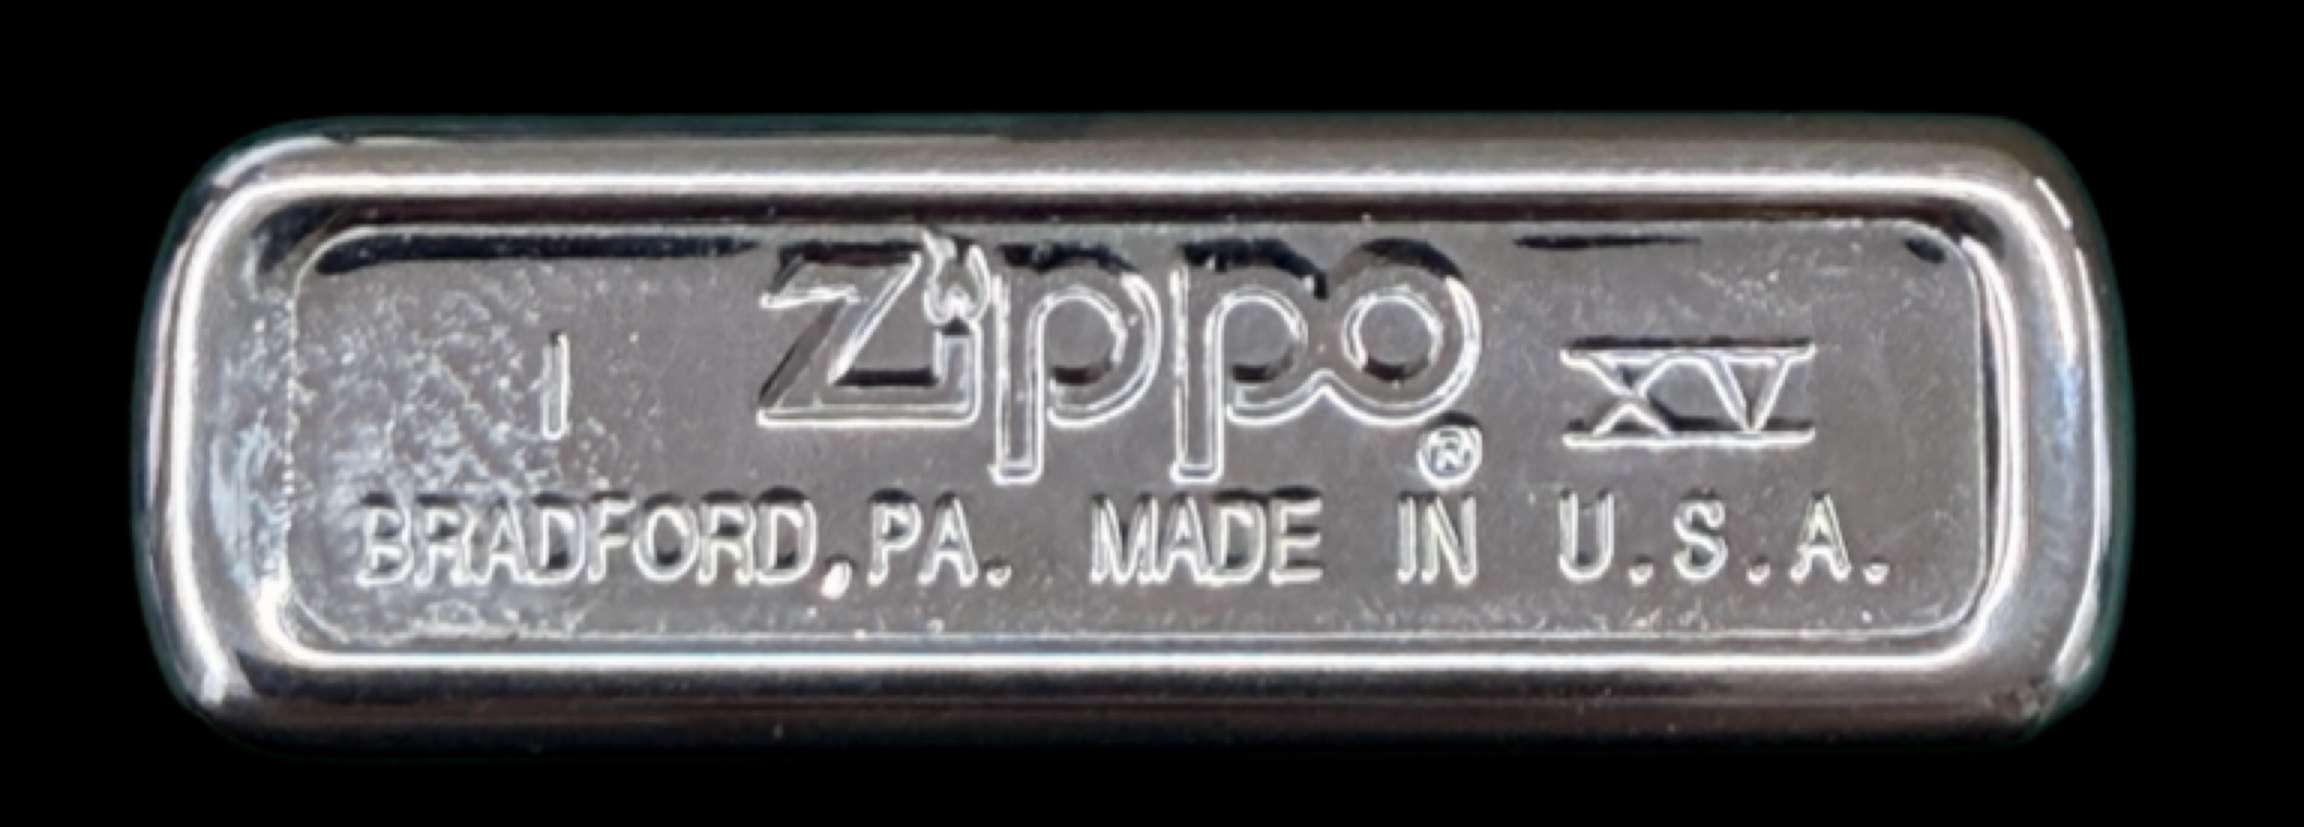 I Zippo® XV
BRADFORD, PA. MADE IN U.S.A.